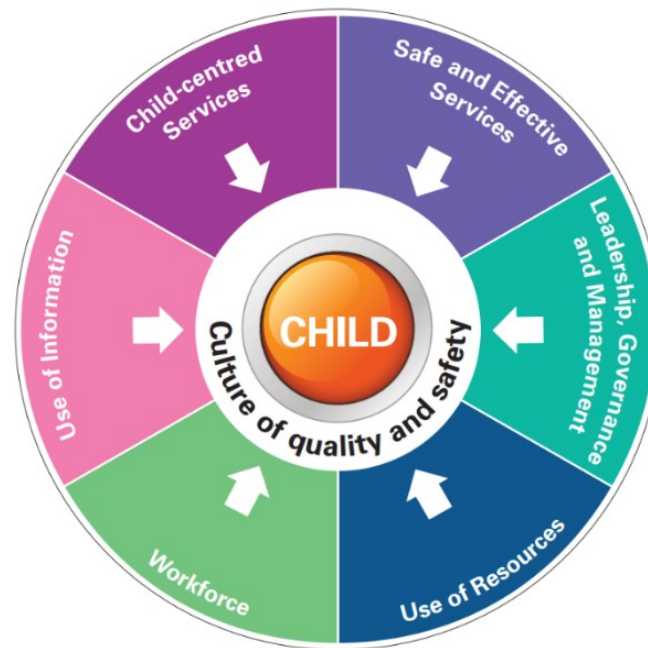 Child-centred
Services
Safe and Effective
Services
Leadership, Governance
and Management
Use of Resources
Workforce
Use of Information
CHILD
Culture of quality and safety